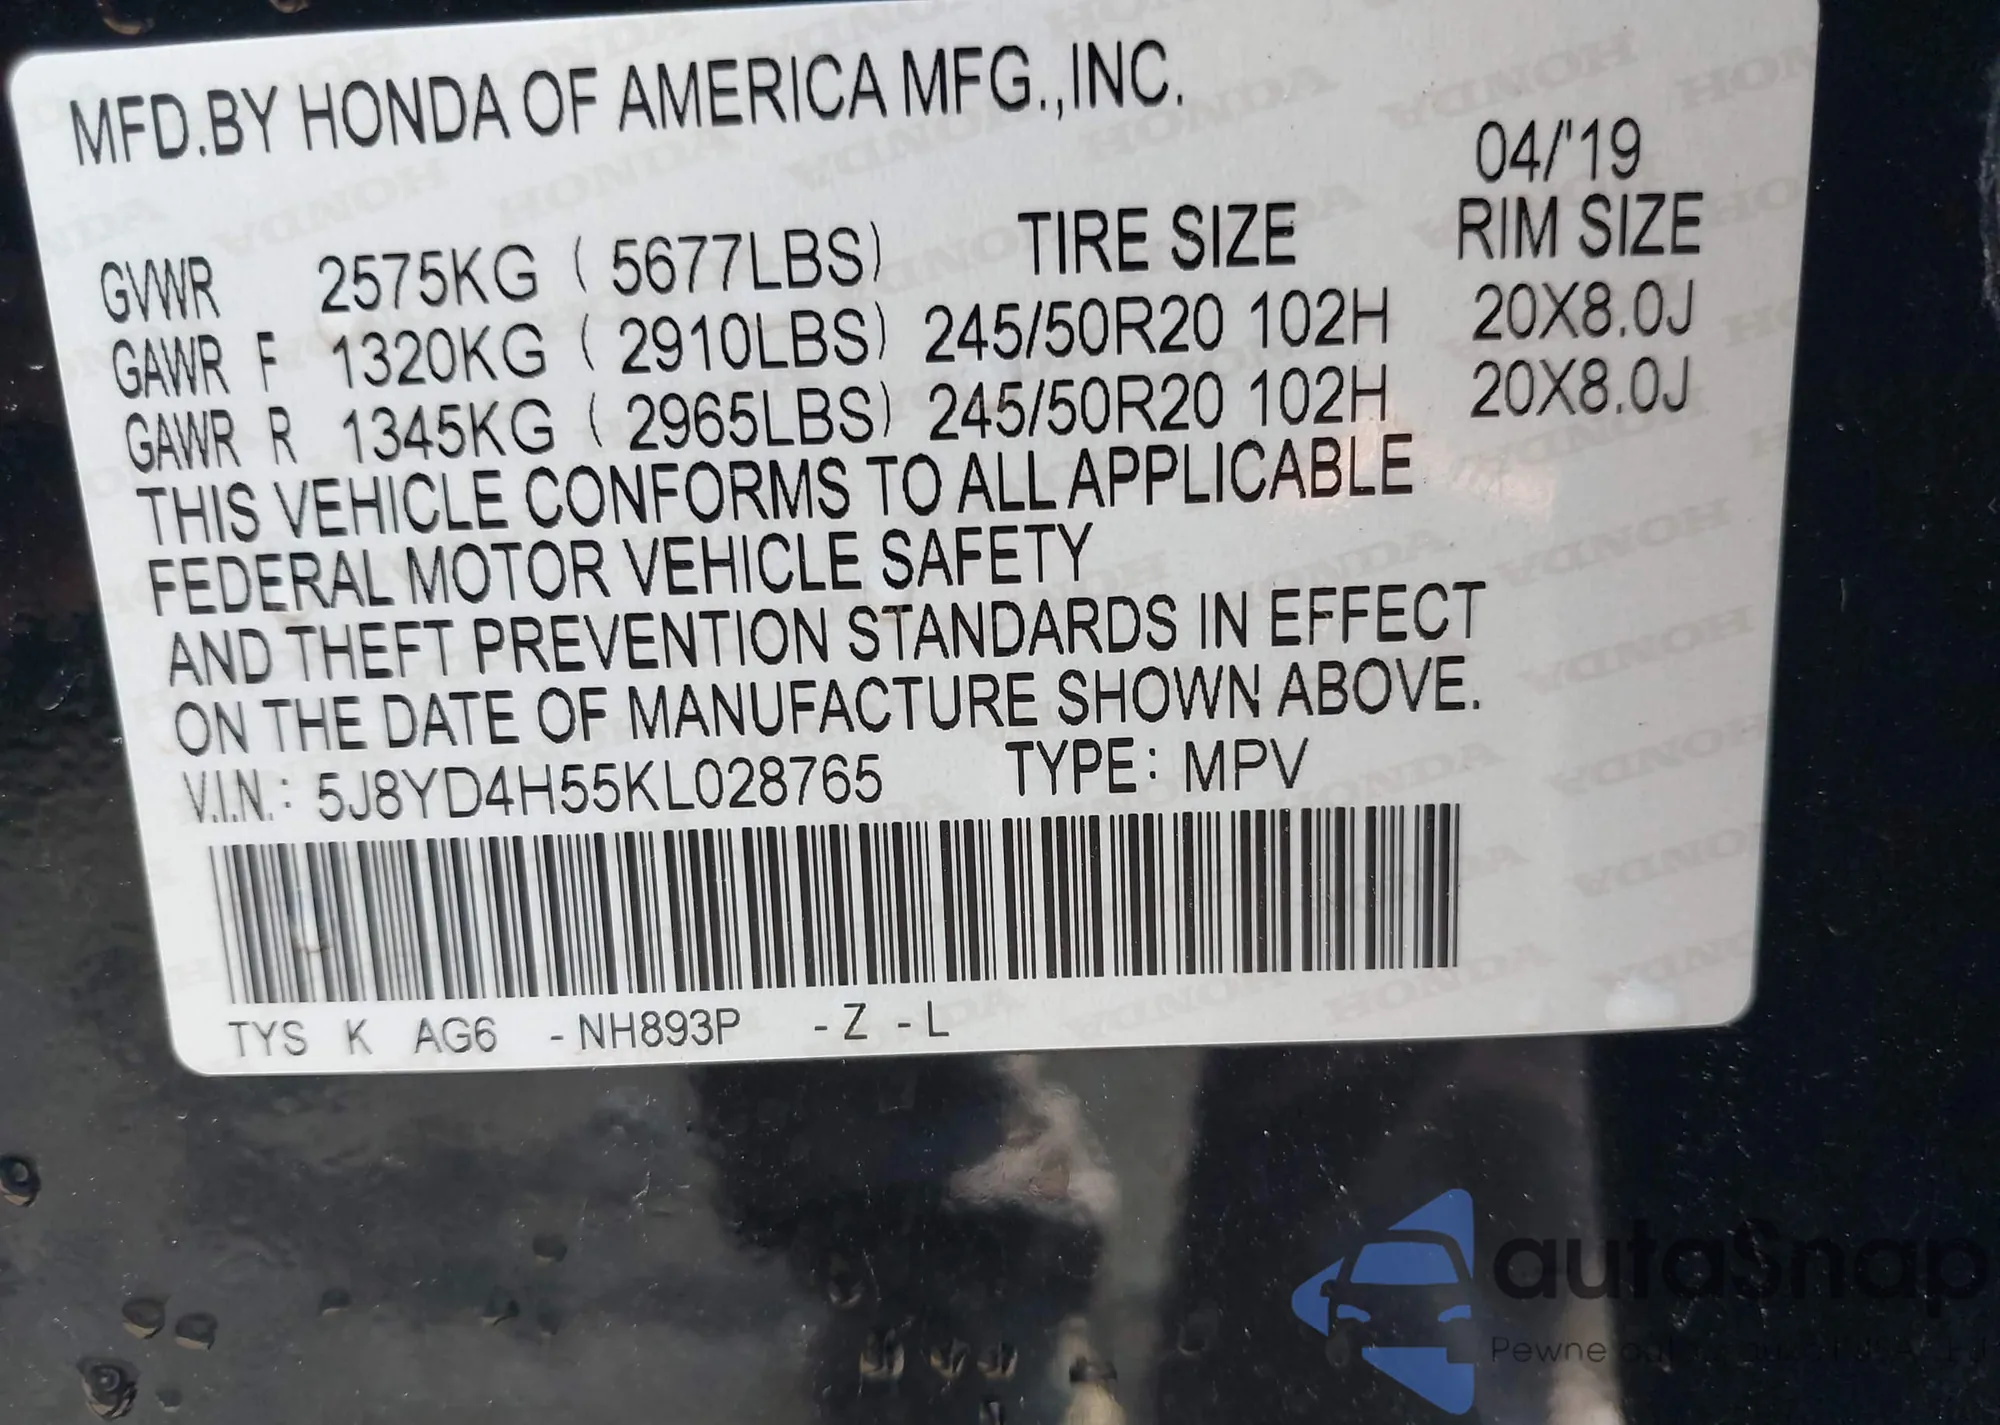 MFD.BY HONDA OF AMERICA MFG.,INC.
04/'19
GVWR 2575KG ( 5677LBS) TIRE SIZE RIM SIZE
GAWR F 1320KG ( 2910LBS) 245/50R20 102H 20X8.0J
GAWR R 1345KG ( 2965LBS) 245/50R20 102H 20X8.0J
THIS VEHICLE CONFORMS TO ALL APPLICABLE
FEDERAL MOTOR VEHICLE SAFETY
AND THEFT PREVENTION STANDARDS IN EFFECT
ON THE DATE OF MANUFACTURE SHOWN ABOVE.
V.I.N.: 5J8YD4H55KL028765 TYPE: MPV
TYS K AG6 -NH893P -Z -L
autaSnap
Pewne